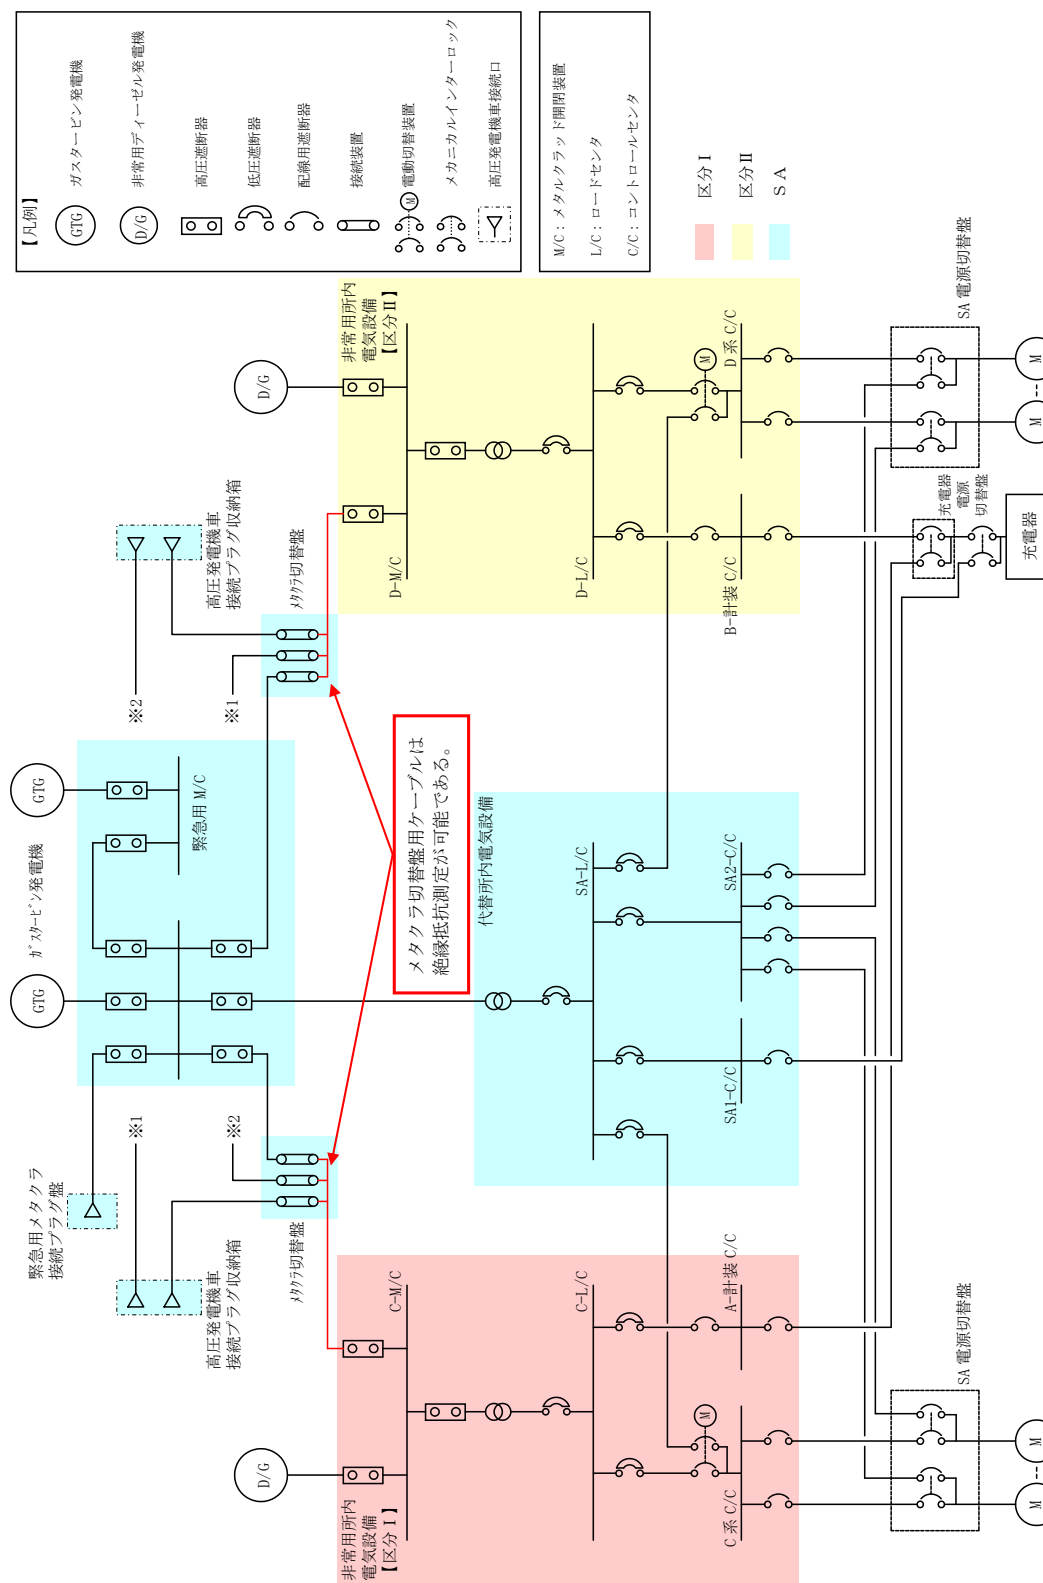 【凡例】
GTG
ガスタービン発電機
D/G
非常用ディーゼル発電機
高圧遮断器
低圧遮断器
配線用遮断器
接続装置
M
電動切替装置
メカニカルインターロック
高圧発電機車接続口
M/C：メタルクラッド開閉装置
L/C：ロードセンタ
C/C：コントロールセンタ
区分Ⅰ
区分Ⅱ
ＳＡ
緊急用メタクラ
接続プラグ盤
GTG
ｶﾞｽﾀｰﾋﾞﾝ発電機
GTG
緊急用 M/C
※1
※2
高圧発電機車
接続プラグ収納箱
ﾒﾀｸﾗ切替盤
※2
※1
高圧発電機車
接続プラグ収納箱
ﾒﾀｸﾗ切替盤
メタクラ切替盤用ケーブルは
絶縁抵抗測定が可能である。
D/G
非常用所内
電気設備
【区分Ⅰ】
C-M/C
C-L/C
M
C 系 C/C
A-計装 C/C
代替所内電気設備
SA-L/C
SA1-C/C
SA2-C/C
D/G
非常用所内
電気設備
【区分Ⅱ】
D-M/C
D-L/C
M
B-計装 C/C
D 系 C/C
SA 電源切替盤
M
M
充電器
電源
切替盤
充電器
SA 電源切替盤
M
M